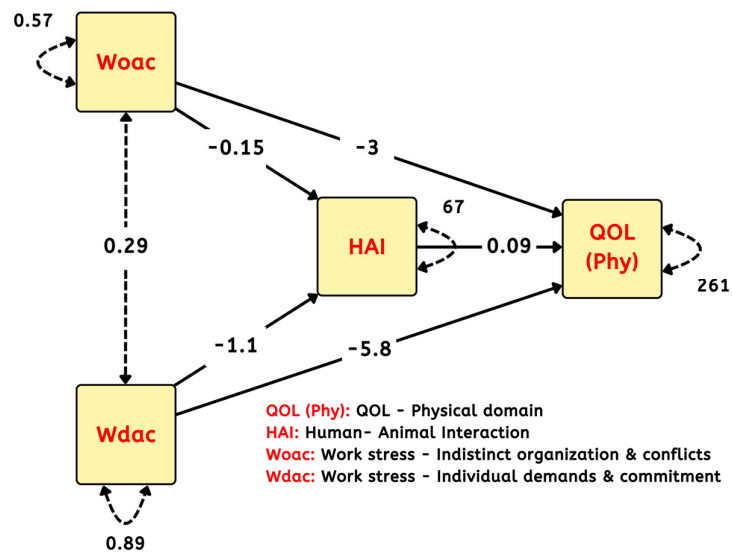 0.57
Woac
-0.15
-3
67
HAI
0.09
QOL
(Phy)
261
0.29
-1.1
-5.8
Wdac
0.89
QOL (Phy): QOL - Physical domain
HAI: Human- Animal Interaction
Woac: Work stress - Indistinct organization & conflicts
Wdac: Work stress - Individual demands & commitment